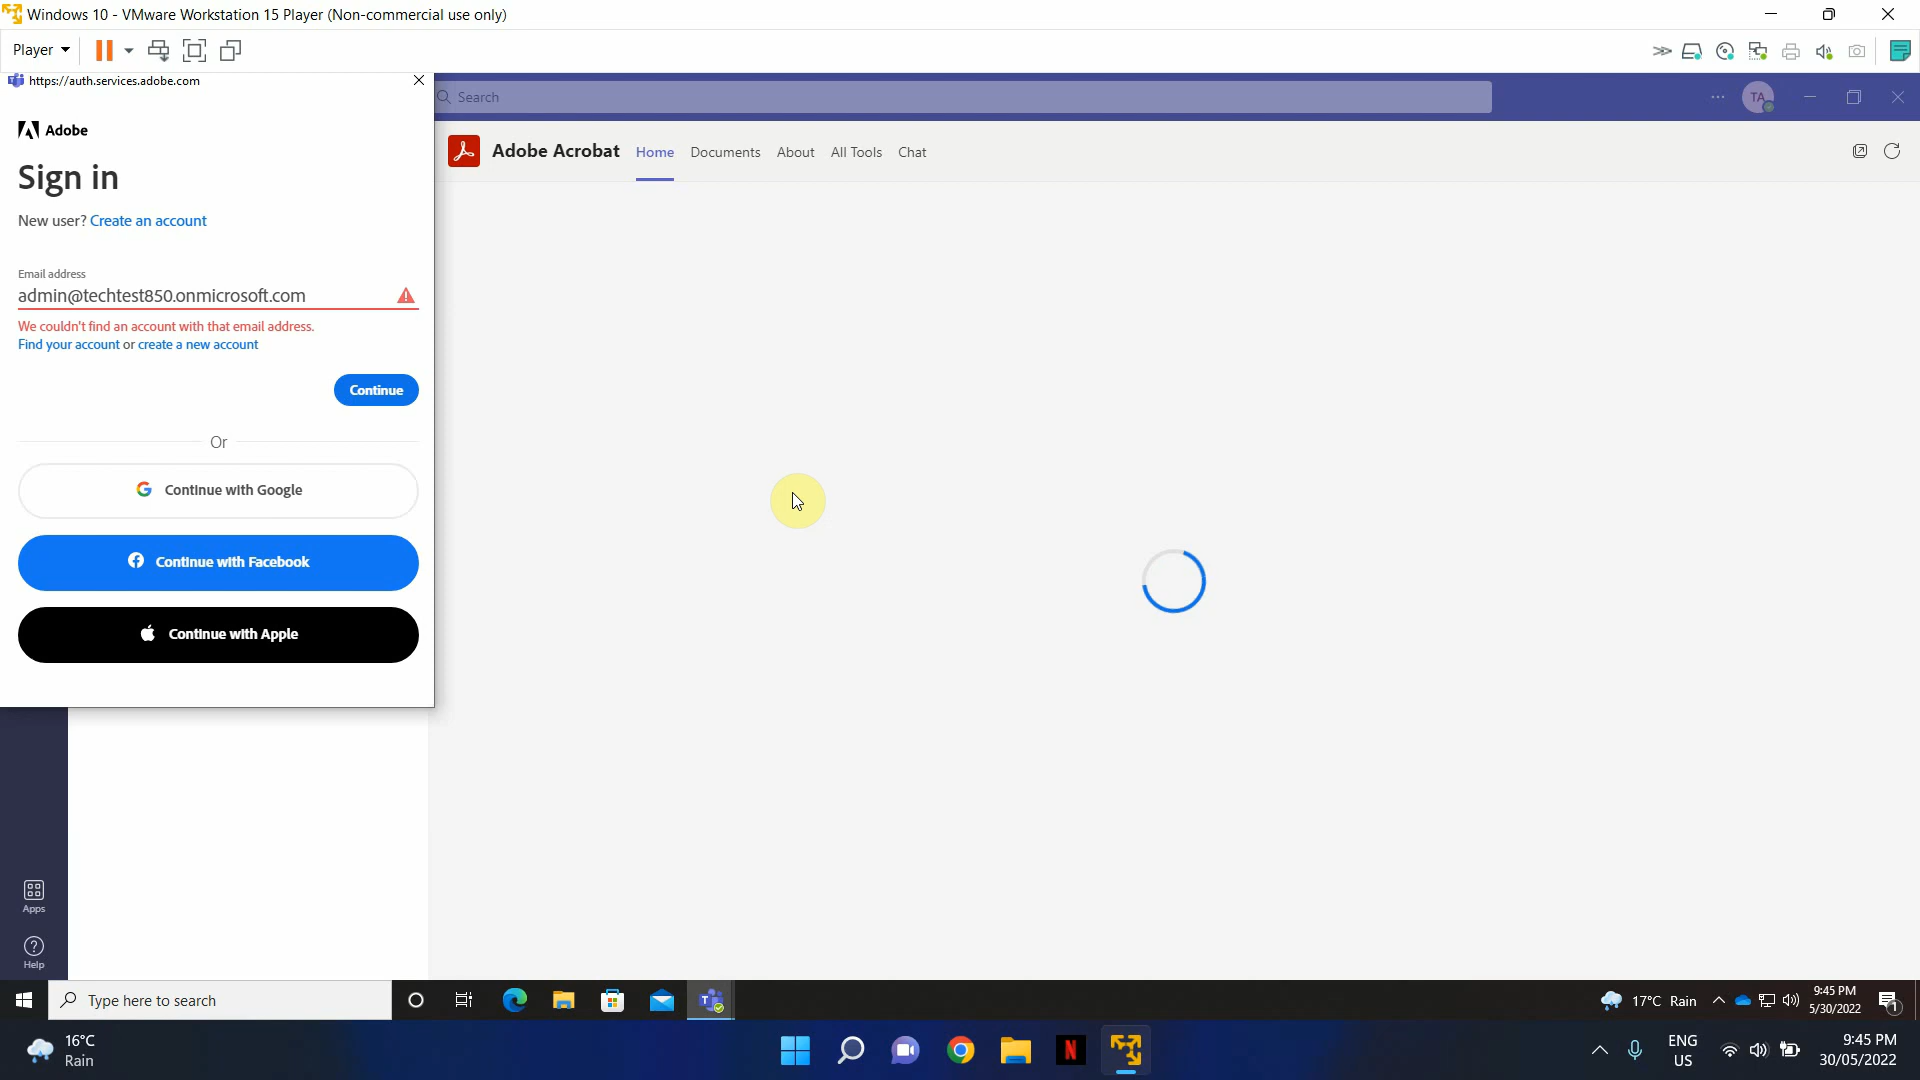 Windows 10 - VMware Workstation 15 Player (Non-commercial use only)
Player
https://auth.services.adobe.com
Search
TA
Adobe
Sign in
New user? Create an account
Email address
admin@techtest850.onmicrosoft.com
We couldn't find an account with that email address.
Find your account or create a new account
Continue
Or
Continue with Google
Continue with Facebook
Continue with Apple
Adobe Acrobat Home Documents About All Tools Chat
Apps
Help
Type here to search
17°C Rain
9:45 PM
5/30/2022
1
16°C
Rain
ENG
US
9:45 PM
30/05/2022